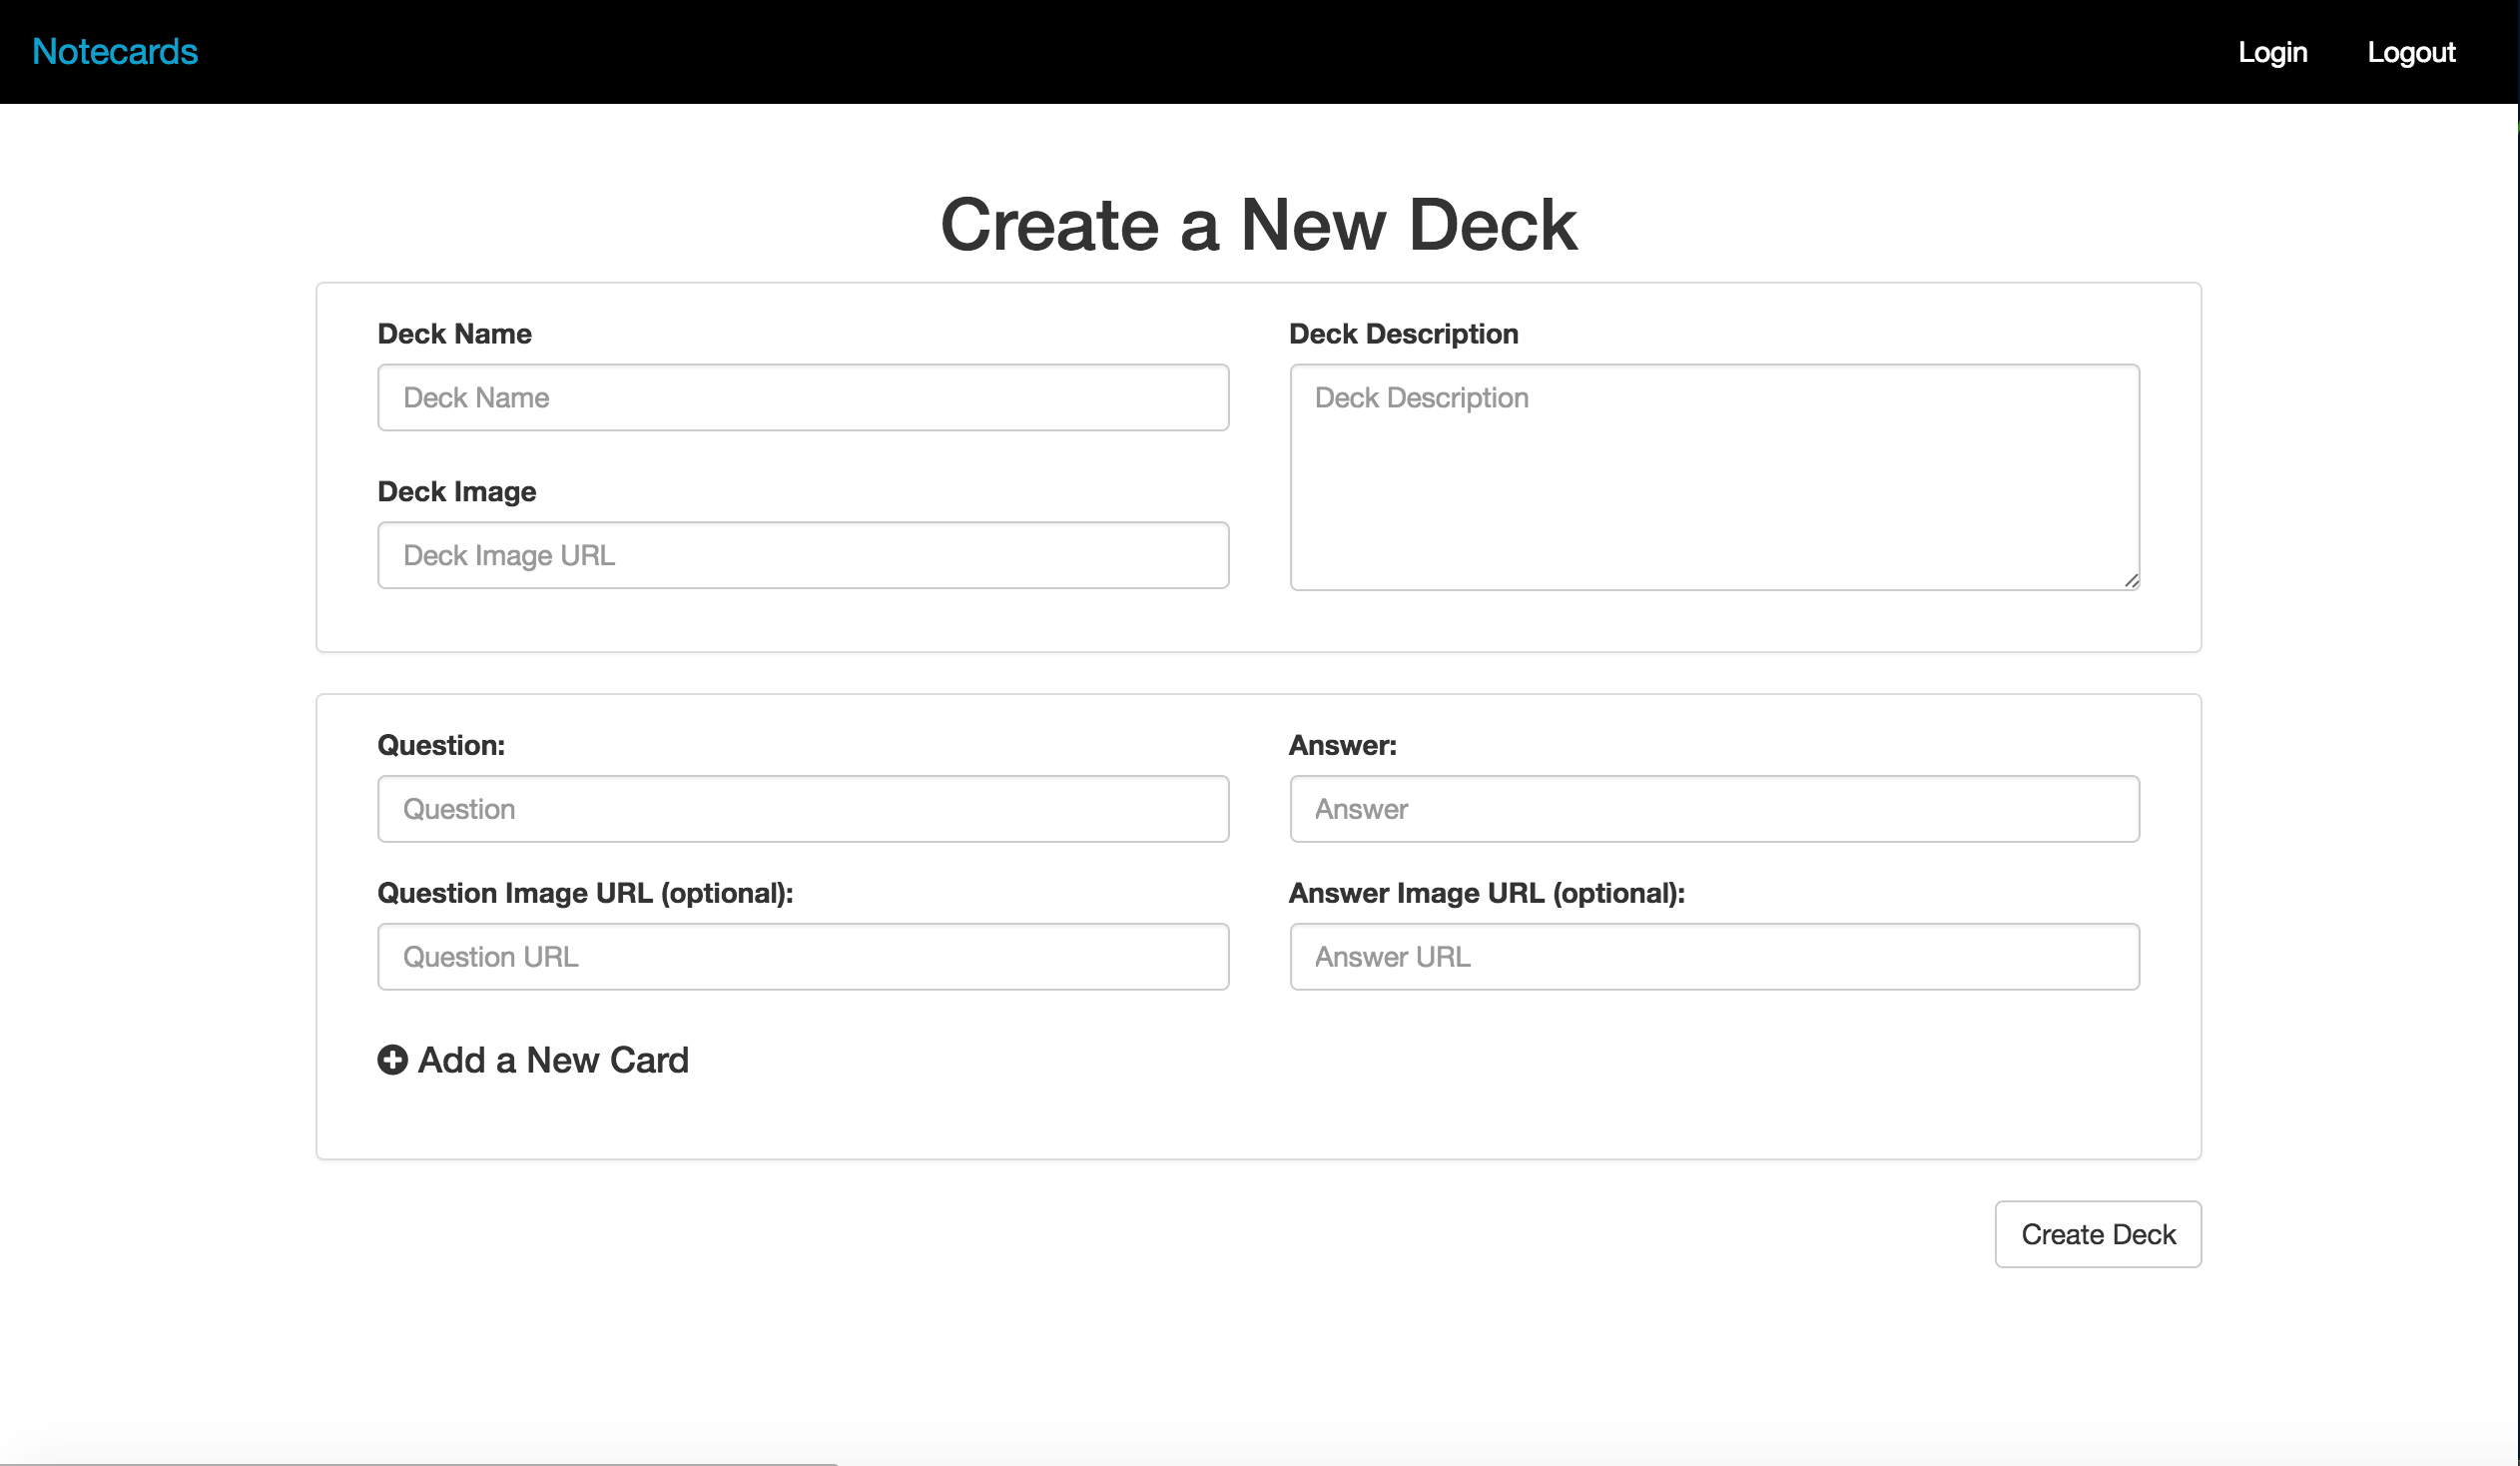 Notecards
Login
Logout
Create a New Deck
Deck Name
Deck Name
Deck Image
Deck Image URL
Deck Description
Deck Description
Question:
Question
Answer:
Answer
Question Image URL (optional):
Question URL
Answer Image URL (optional):
Answer URL
Add a New Card
Create Deck